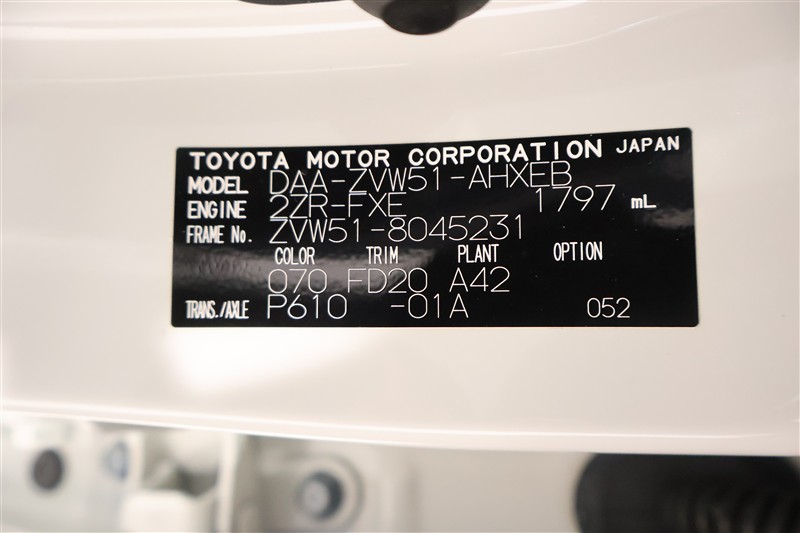 TOYOTA MOTOR CORPORATION JAPAN
MODEL DAA-ZVW51-AHXEB
ENGINE 2ZR-FXE 1797 mL
FRAME No. ZVW51-8045231
COLOR TRIM PLANT OPTION
070 FD20 A42
TRANS./AXLE P610 -01A 052